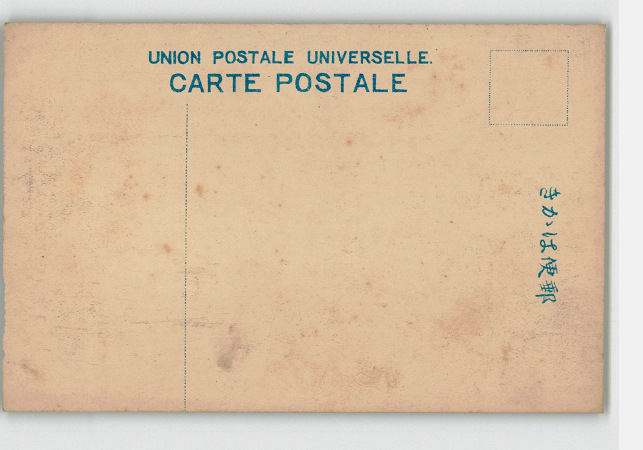 UNION POSTALE UNIVERSELLE.
CARTE POSTALE
郵便はかき